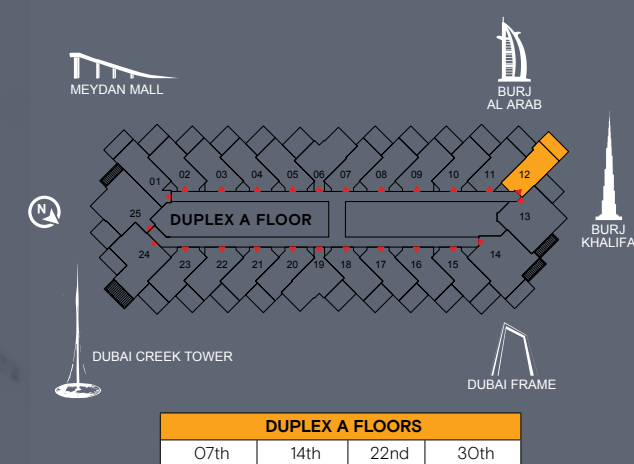 MEYDAN MALL
BURJ
AL ARAB
01 02 03 04 05 06 07 08 09 10 11 12
N
25 DUPLEX A FLOOR 13
BURJ
KHALIFA
24 23 22 21 20 19 18 17 16 15 14
DUBAI CREEK TOWER
DUBAI FRAME
DUPLEX A FLOORS
07th 14th 22nd 30th